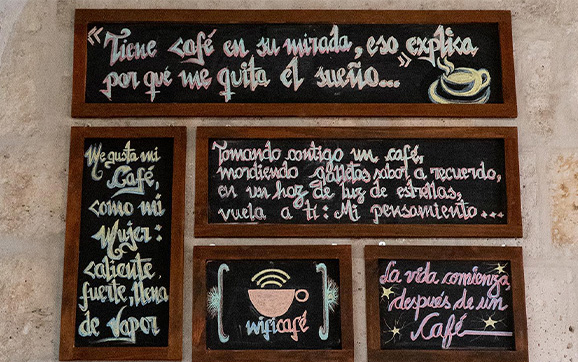 «Tiene café en su mirada, eso explica
por qué me quita el sueño...»
Me gusta mi
Café,
como mi
Mujer:
caliente,
fuerte, llena
de vapor
Tomando contigo un café,
mordiendo galletas sabor a recuerdo,
en un haz de luz de estrellas,
vuela a ti: Mi pensamiento...
wificafé
La vida comienza
después de un
Café